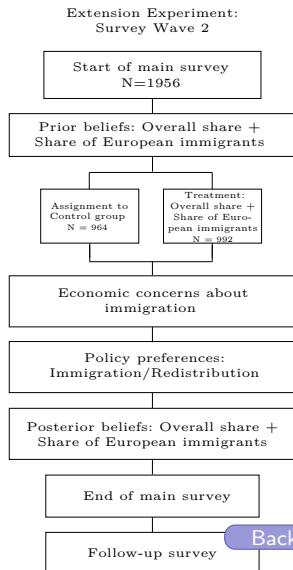 Extension Experiment:
Survey Wave 2
Start of main survey
N=1956
Prior beliefs: Overall share +
Share of European immigrants
Assignment to
Control group
N = 964
Treatment:
Overall share +
Share of Euro-
pean immigrants
N = 992
Economic concerns about
immigration
Policy preferences:
Immigration/Redistribution
Posterior beliefs: Overall share +
Share of European immigrants
End of main survey
Back
Follow-up survey